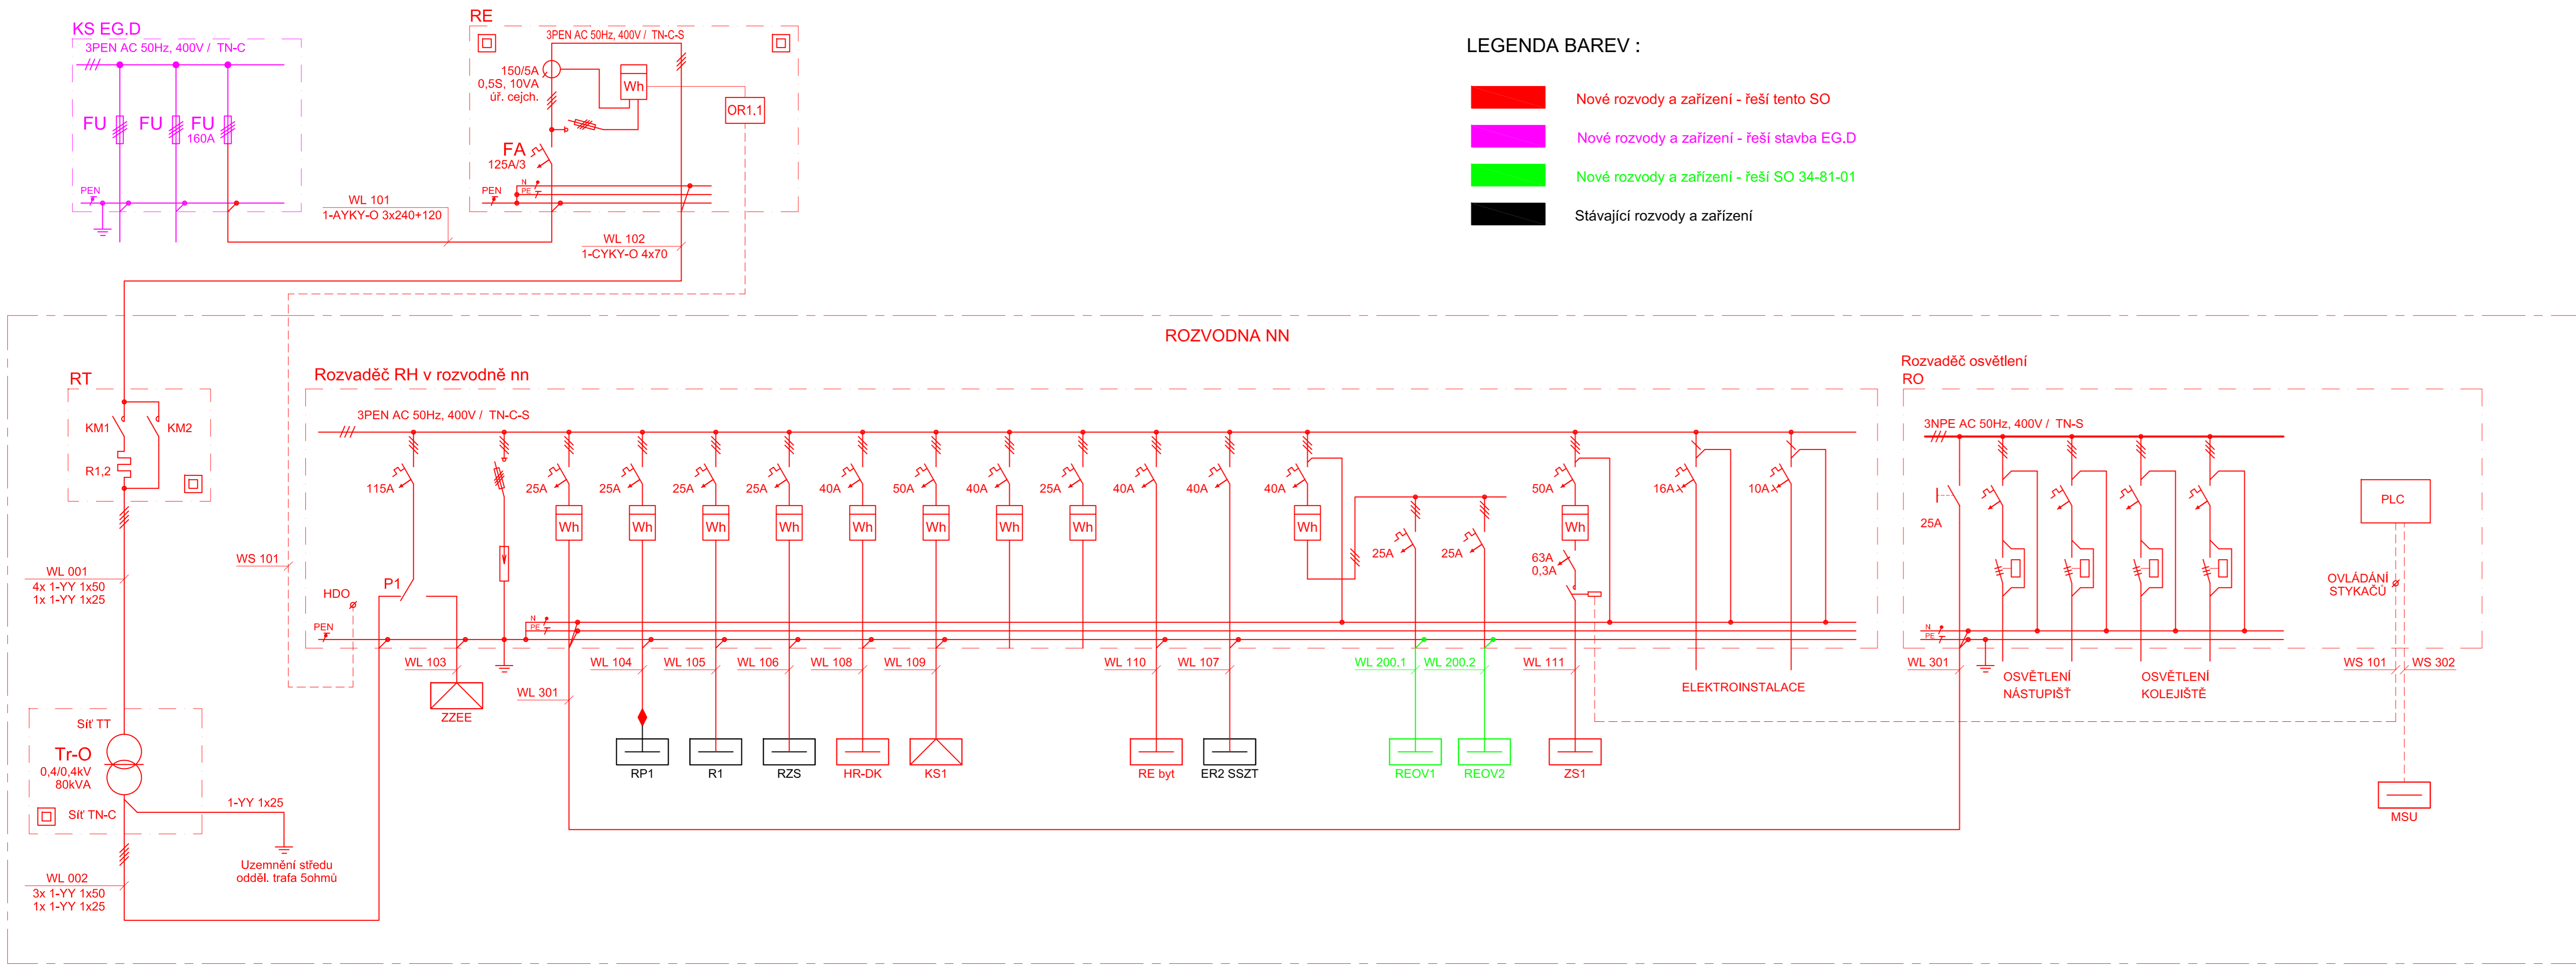 KS EG.D
3PEN AC 50Hz, 400V / TN-C
FU
FU
FU
160A
PEN
WL 101
1-AYKY-O 3x240+120
RE
3PEN AC 50Hz, 400V / TN-C-S
150/5A
0,5S, 10VA
úř. cejch.
Wh
OR1,1
FA
125A/3
N
PE
PEN
WL 102
1-CYKY-O 4x70
LEGENDA BAREV :
Nové rozvody a zařízení - řeší tento SO
Nové rozvody a zařízení - řeší stavba EG.D
Nové rozvody a zařízení - řeší SO 34-81-01
Stávající rozvody a zařízení
ROZVODNA NN
RT
KM1
KM2
R1,2
WL 001
4x 1-YY 1x50
1x 1-YY 1x25
WS 101
Síť TT
Tr-O
0,4/0,4kV
80kVA
Síť TN-C
1-YY 1x25
Uzemnění středu
odděl. trafa 5ohmů
WL 002
3x 1-YY 1x50
1x 1-YY 1x25
Rozvaděč RH v rozvodně nn
3PEN AC 50Hz, 400V / TN-C-S
115A
25A
25A
25A
25A
40A
50A
40A
25A
40A
40A
40A
50A
16A
10A
Wh
Wh
Wh
Wh
Wh
Wh
Wh
Wh
Wh
Wh
25A
25A
63A
0,3A
P1
HDO
PEN
N
PE
WL 103
WL 104
WL 105
WL 106
WL 108
WL 109
WL 110
WL 107
WL 200.1
WL 200.2
WL 111
WL 301
ELEKTROINSTALACE
ZZEE
RP1
R1
RZS
HR-DK
KS1
RE byt
ER2 SSZT
REOV1
REOV2
ZS1
Rozvaděč osvětlení
RO
3NPE AC 50Hz, 400V / TN-S
25A
PLC
OVLÁDÁNÍ
STYKAČŮ
N
PE
WL 301
OSVĚTLENÍ
NÁSTUPIŠŤ
OSVĚTLENÍ
KOLEJIŠTĚ
WS 101
WS 302
MSU